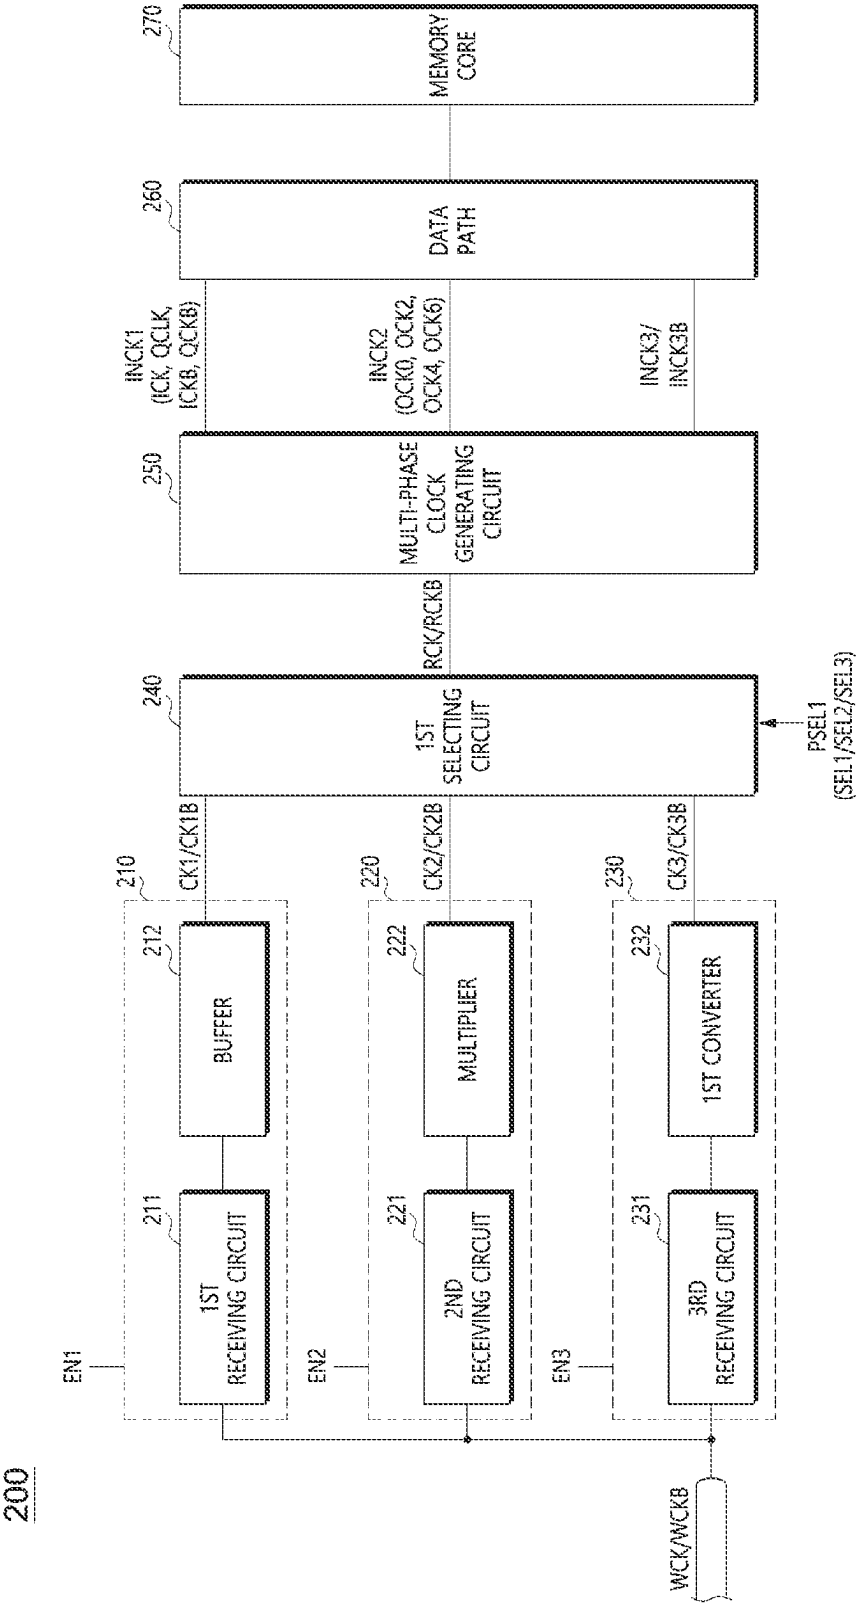 200
WCK/WCKB
EN1
210
211
1ST
RECEIVING CIRCUIT
212
BUFFER
CK1/CK1B
EN2
220
221
2ND
RECEIVING CIRCUIT
222
MULTIPLIER
CK2/CK2B
EN3
230
231
3RD
RECEIVING CIRCUIT
232
1ST CONVERTER
CK3/CK3B
240
1ST
SELECTING
CIRCUIT
PSEL1
(SEL1/SEL2/SEL3)
RCK/RCKB
250
MULTI-PHASE
CLOCK
GENERATING
CIRCUIT
INCK1
(ICK, QCLK,
ICKB, QCKB)
INCK2
(OCK0, OCK2,
OCK4, OCK6)
INCK3/
INCK3B
260
DATA
PATH
270
MEMORY
CORE